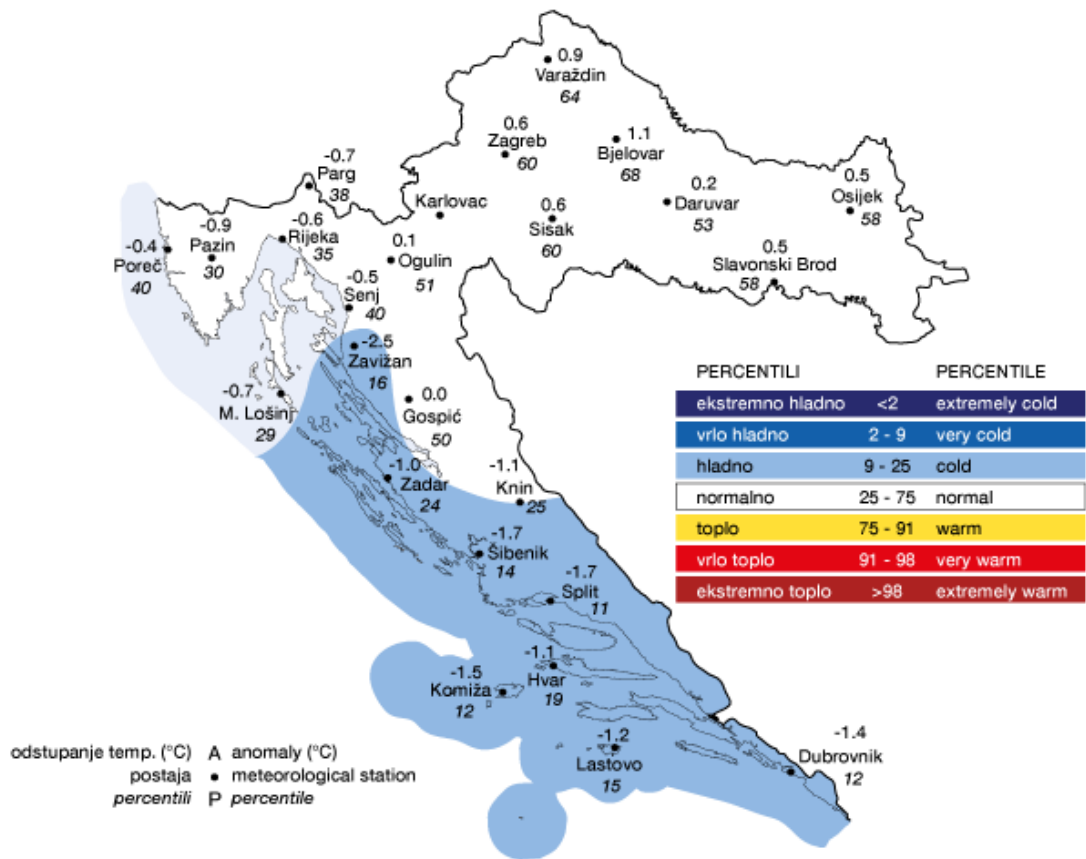 0.9
Varaždin
64
0.6
Zagreb
60
1.1
Bjelovar
68
-0.7
Parg
38
0.2
Daruvar
53
0.5
Osijek
58
Karlovac
0.6
Sisak
60
-0.4
Poreč
40
-0.9
Pazin
30
-0.6
Rijeka
35
0.1
Ogulin
51
0.5
Slavonski Brod
58
-0.5
Senj
40
-2.5
Zavižan
16
-0.7
M. Lošinj
29
0.0
Gospić
50
-1.0
Zadar
24
-1.1
Knin
25
-1.7
Šibenik
14
-1.7
Split
11
-1.1
Hvar
19
-1.5
Komiža
12
-1.2
Lastovo
15
-1.4
Dubrovnik
12
PERCENTILI PERCENTILE
ekstremno hladno <2 extremely cold
vrlo hladno 2 - 9 very cold
hladno 9 - 25 cold
normalno 25 - 75 normal
toplo 75 - 91 warm
vrlo toplo 91 - 98 very warm
ekstremno toplo >98 extremely warm
odstupanje temp. (°C) A anomaly (°C)
postaja • meteorological station
percentili P percentile